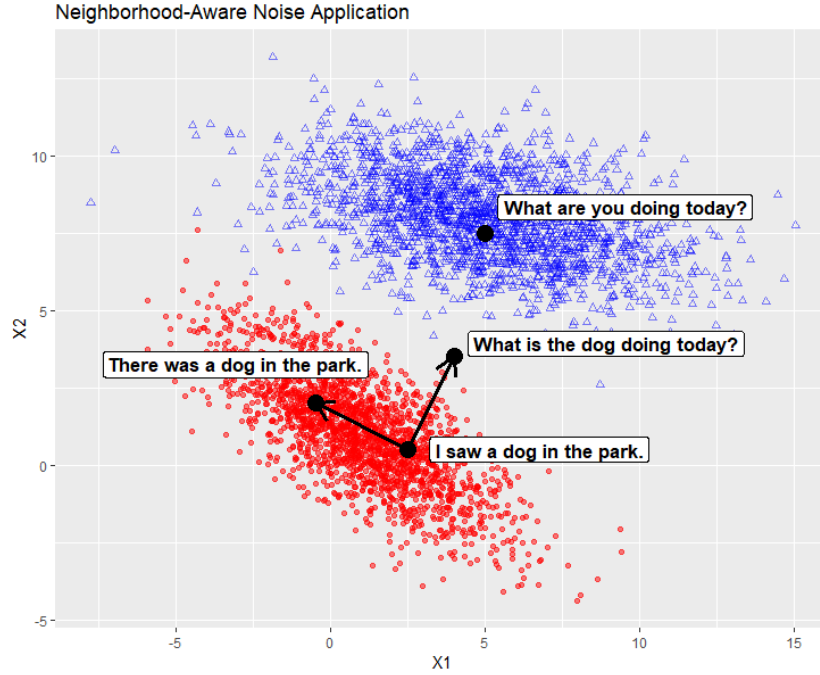 Neighborhood-Aware Noise Application
10
5
0
-5
X2
What are you doing today?
What is the dog doing today?
There was a dog in the park.
I saw a dog in the park.
-5
0
5
10
15
X1